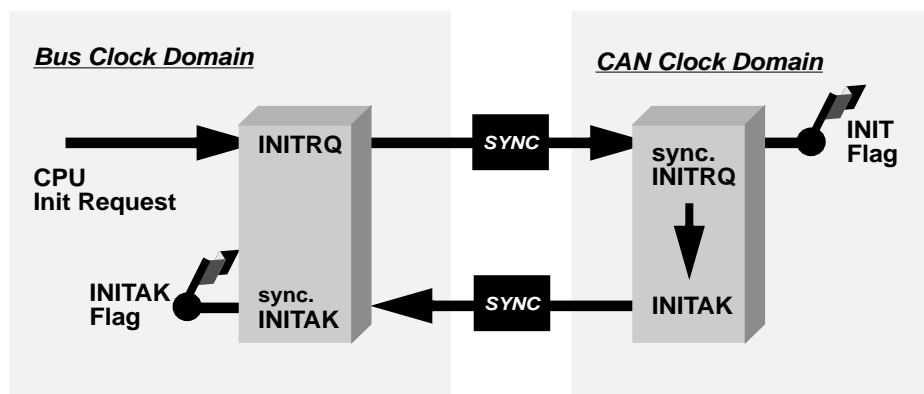 Bus Clock Domain
CAN Clock Domain
INITRQ
SYNC
sync.
INITRQ
INIT
Flag
CPU
Init Request
INITAK
Flag
sync.
INITAK
SYNC
INITAK